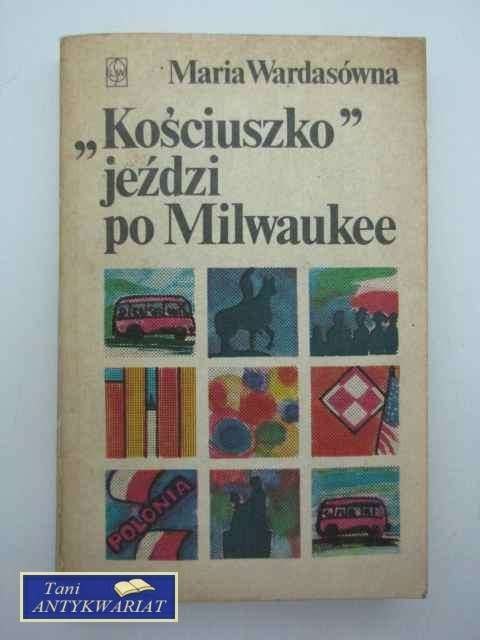 Maria Wardasówna
„Kościuszko”
jeździ
po Milwaukee
POLONIA
Tani
ANTYKWARIAT